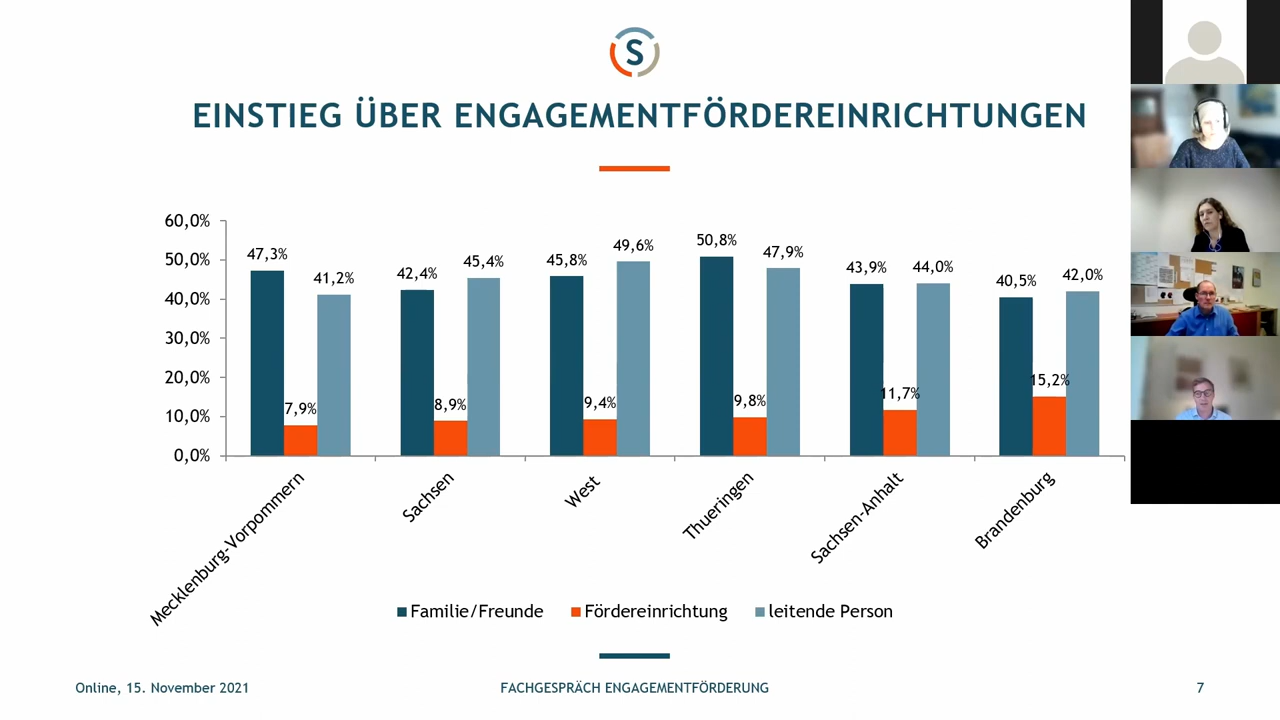 S
EINSTIEG ÜBER ENGAGEMENTFÖRDEREINRICHTUNGEN
60,0%
50,0%
40,0%
30,0%
20,0%
10,0%
0,0%
47,3%
7,9%
41,2%
42,4%
8,9%
45,4%
45,8%
9,4%
49,6%
50,8%
9,8%
47,9%
43,9%
11,7%
44,0%
40,5%
15,2%
42,0%
Mecklenburg-Vorpommern
Sachsen
West
Thueringen
Sachsen-Anhalt
Brandenburg
Familie/Freunde
Fördereinrichtung
leitende Person
Online, 15. November 2021
FACHGESPRÄCH ENGAGEMENTFÖRDERUNG
7